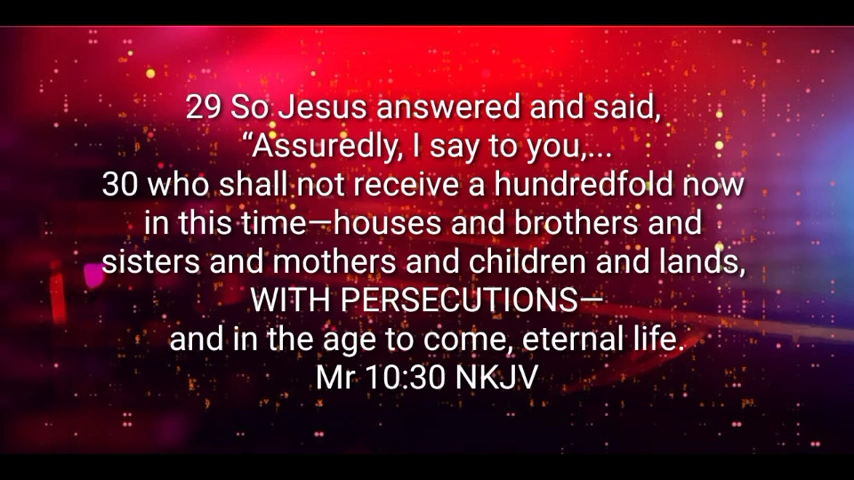 29 So Jesus answered and said,
“Assuredly, I say to you,...
30 who shall not receive a hundredfold now
in this time—houses and brothers and
sisters and mothers and children and lands,
WITH PERSECUTIONS—
and in the age to come, eternal life.
Mr 10:30 NKJV